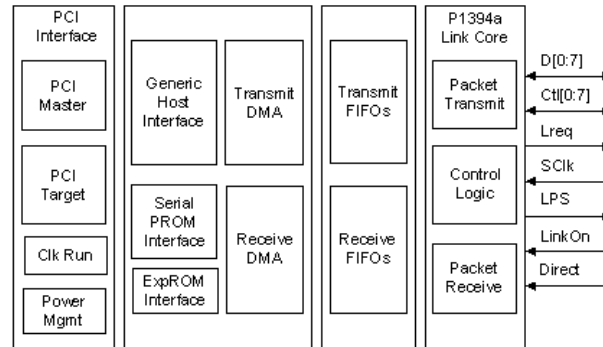 PCI
Interface
PCI
Master
PCI
Target
Clk Run
Power
Mgmt
Generic
Host
Interface
Transmit
DMA
Serial
PROM
Interface
ExpROM
Interface
Receive
DMA
Transmit
FIFOs
Receive
FIFOs
P1394a
Link Core
Packet
Transmit
Control
Logic
Packet
Receive
D[0:7]
Ctl[0:7]
Lreq
SClk
LPS
LinkOn
Direct